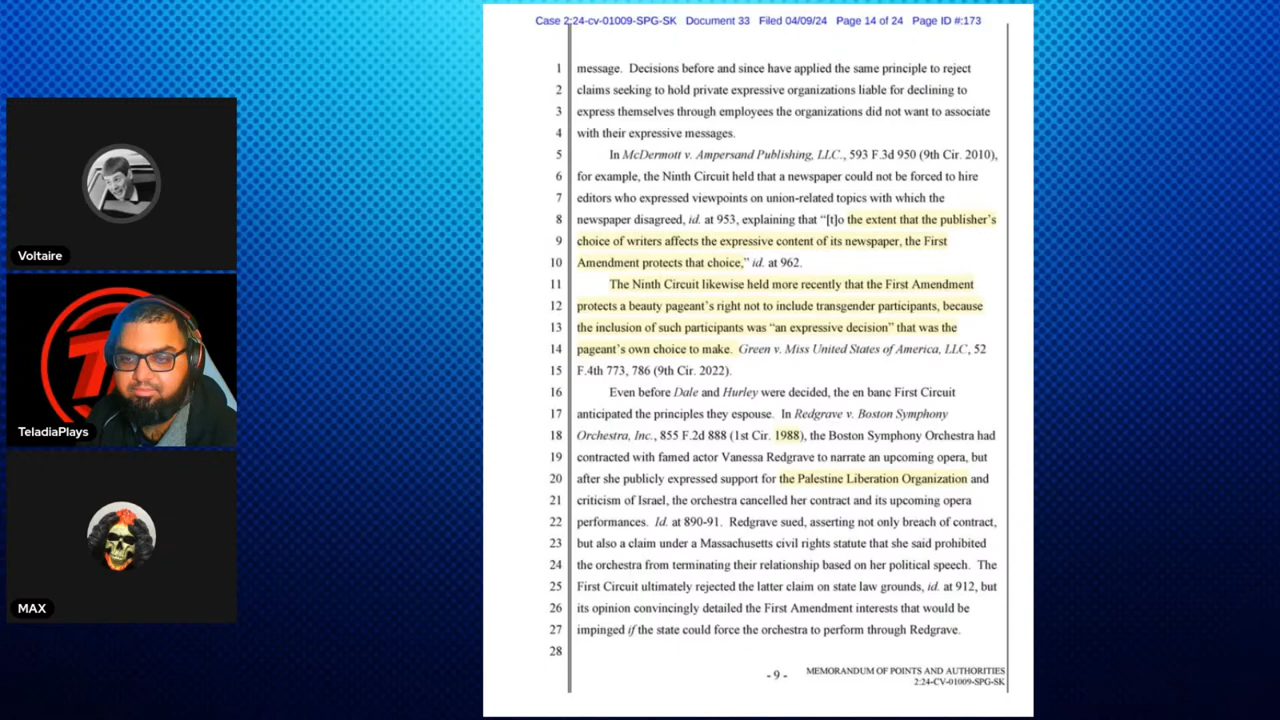 Case 2:24-cv-01009-SPG-SK Document 33 Filed 04/09/24 Page 14 of 24 Page ID #:173
1 message. Decisions before and since have applied the same principle to reject
2 claims seeking to hold private expressive organizations liable for declining to
3 express themselves through employees the organizations did not want to associate
4 with their expressive messages.
5 In McDermott v. Ampersand Publishing, LLC., 593 F.3d 950 (9th Cir. 2010),
6 for example, the Ninth Circuit held that a newspaper could not be forced to hire
7 editors who expressed viewpoints on union-related topics with which the
8 newspaper disagreed, id. at 953, explaining that “[t]o the extent that the publisher’s
9 choice of writers affects the expressive content of its newspaper, the First
10 Amendment protects that choice,” id. at 962.
11 The Ninth Circuit likewise held more recently that the First Amendment
12 protects a beauty pageant’s right not to include transgender participants, because
13 the inclusion of such participants was “an expressive decision” that was the
14 pageant’s own choice to make. Green v. Miss United States of America, LLC, 52
15 F.4th 773, 786 (9th Cir. 2022).
16 Even before Dale and Hurley were decided, the en banc First Circuit
17 anticipated the principles they espouse. In Redgrave v. Boston Symphony
18 Orchestra, Inc., 855 F.2d 888 (1st Cir. 1988), the Boston Symphony Orchestra had
19 contracted with famed actor Vanessa Redgrave to narrate an upcoming opera, but
20 after she publicly expressed support for the Palestine Liberation Organization and
21 criticism of Israel, the orchestra cancelled her contract and its upcoming opera
22 performances. Id. at 890-91. Redgrave sued, asserting not only breach of contract,
23 but also a claim under a Massachusetts civil rights statute that she said prohibited
24 the orchestra from terminating their relationship based on her political speech. The
25 First Circuit ultimately rejected the latter claim on state law grounds, id. at 912, but
26 its opinion convincingly detailed the First Amendment interests that would be
27 impinged if the state could force the orchestra to perform through Redgrave.
28
- 9 -
MEMORANDUM OF POINTS AND AUTHORITIES
2:24-CV-01009-SPG-SK
Voltaire
TeladiaPlays
MAX